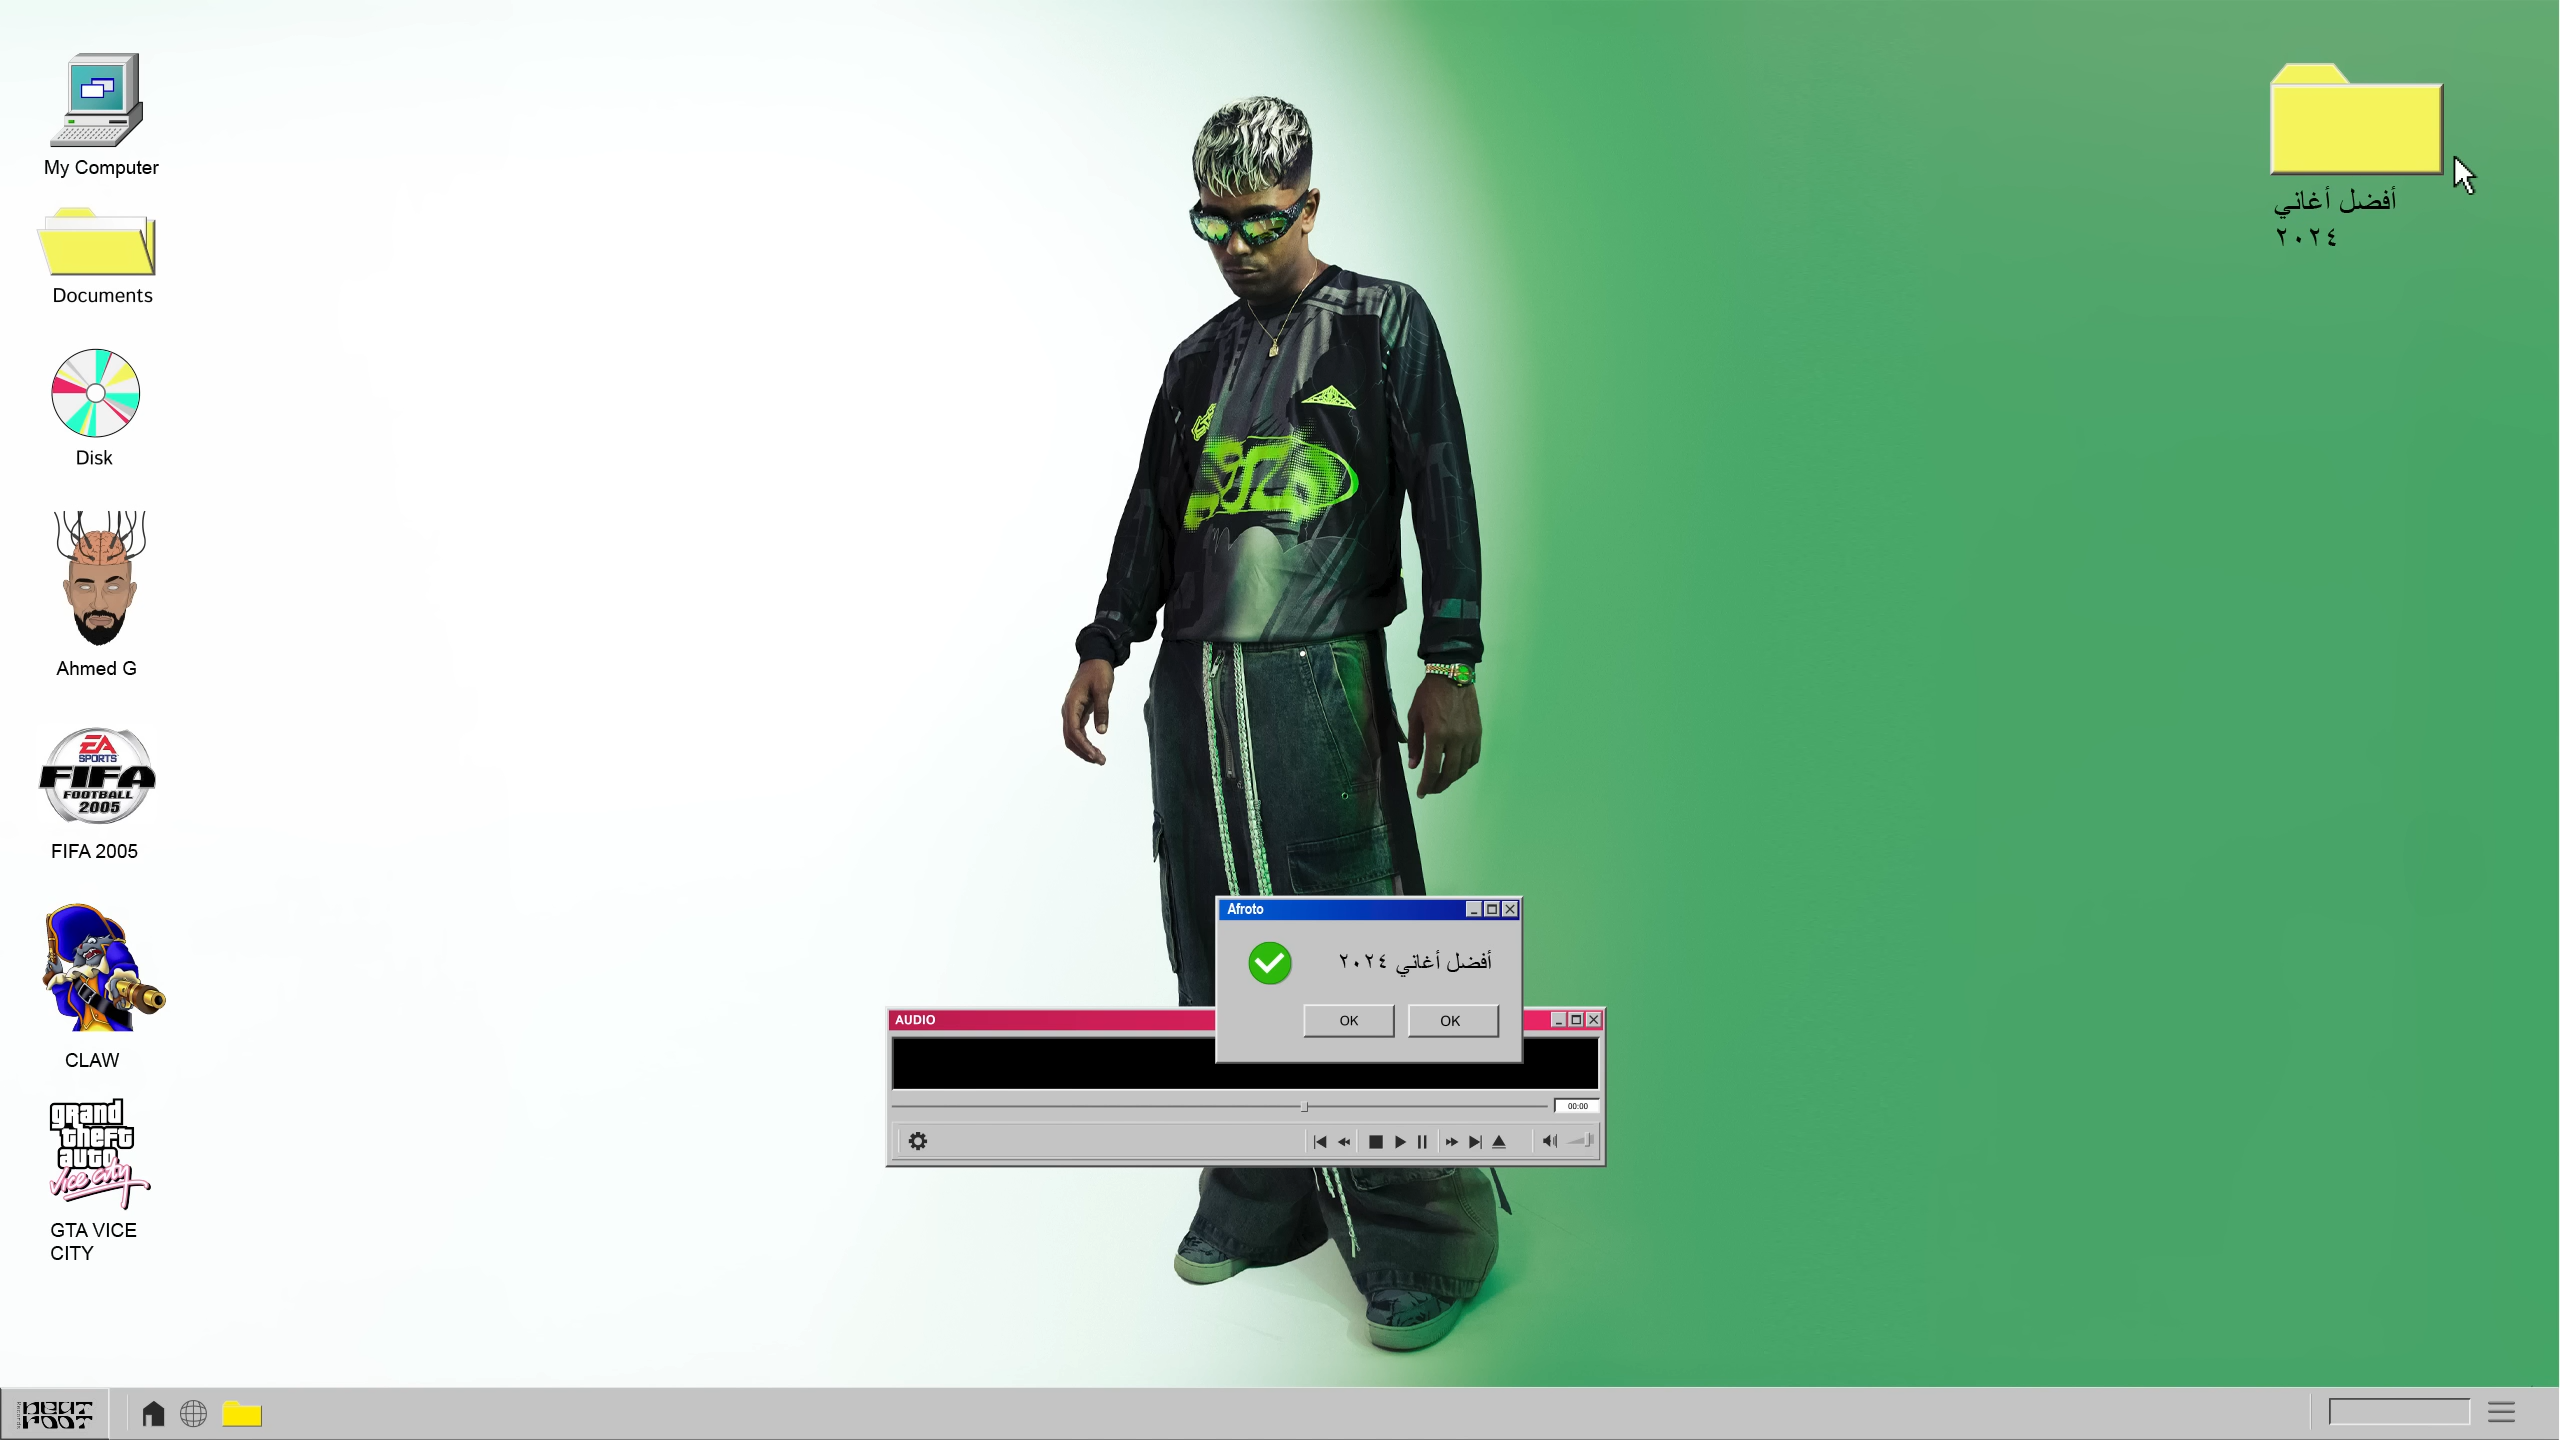 My Computer
Documents
Disk
Ahmed G
EA
SPORTS
FIFA
FOOTBALL
2005
FIFA 2005
CLAW
grand
theft
auto
vice city
GTA VICE
CITY
أفضل أغاني
٢٠٢٤
Afroto
أفضل أغاني ٢٠٢٤
OK OK
AUDIO
00:00